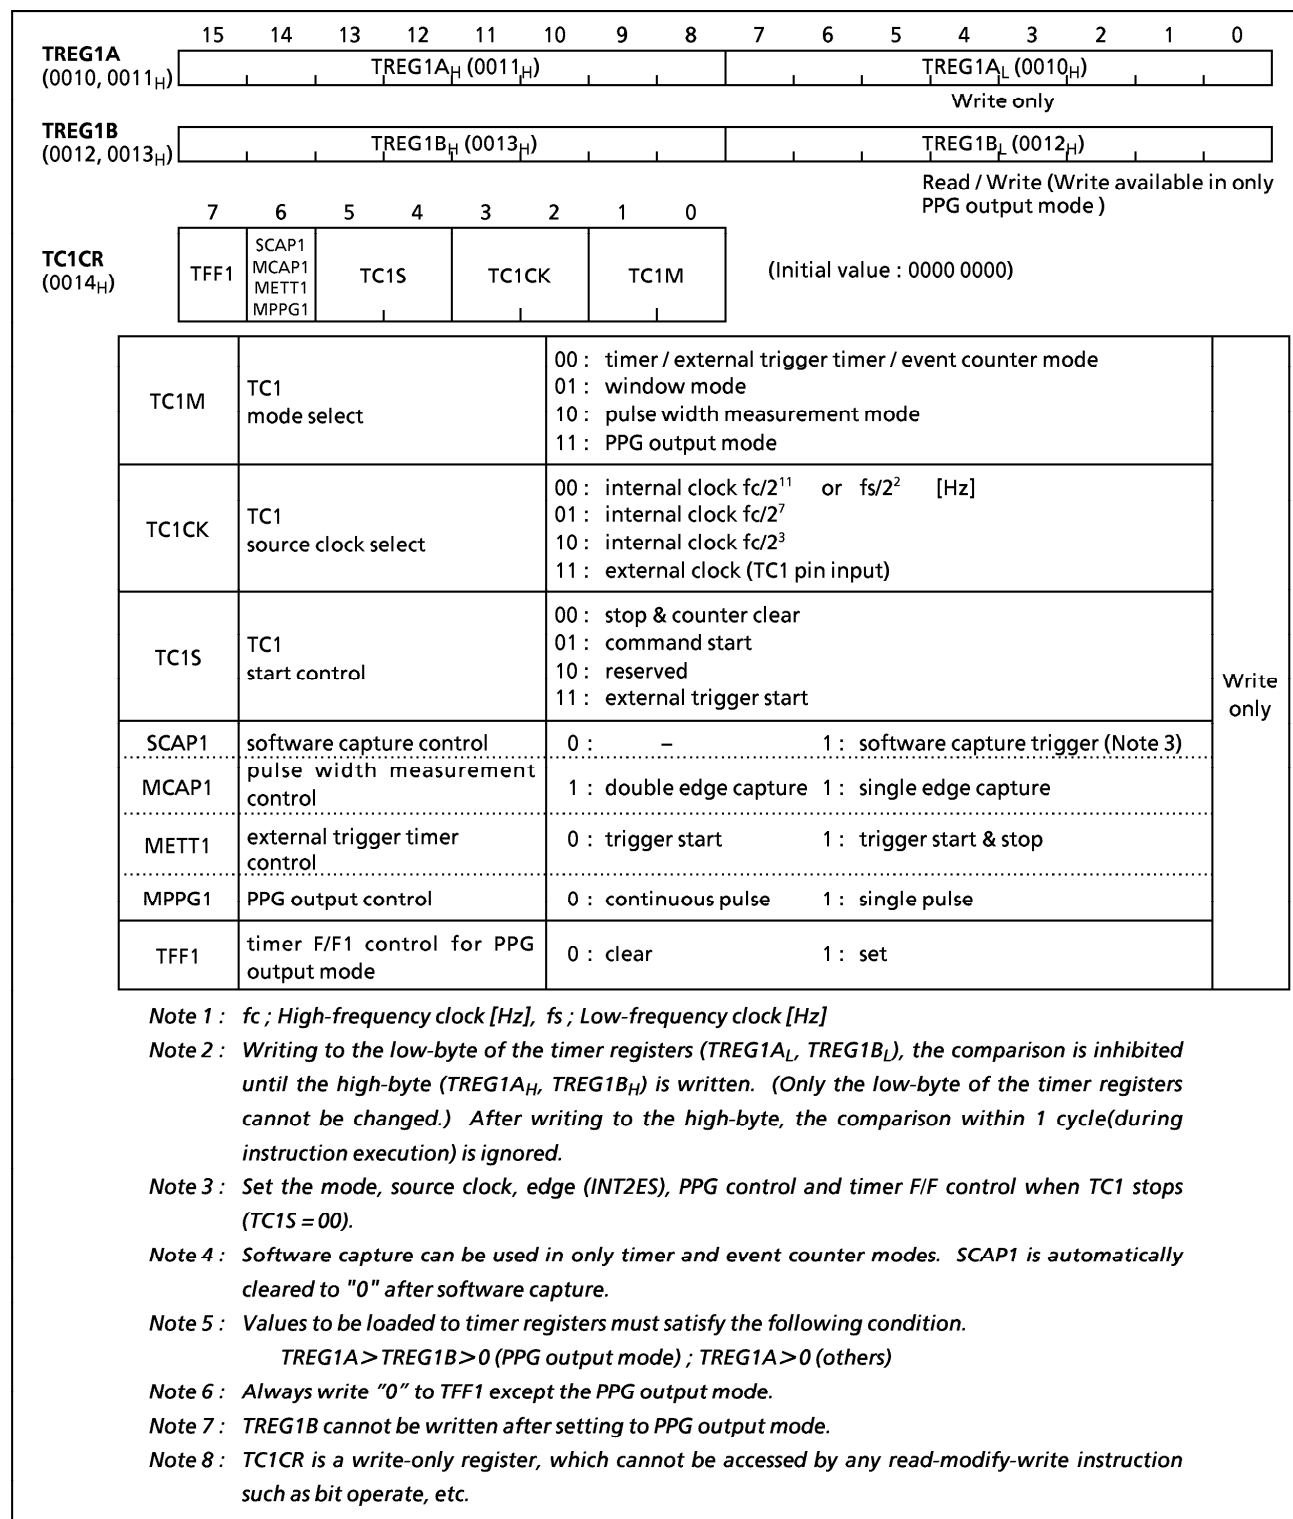 15 14 13 12 11 10 9 8 7 6 5 4 3 2 1 0
TREG1A
(0010, 0011H)
TREG1AH (0011H) TREG1AL (0010H)
Write only
TREG1B
(0012, 0013H)
TREG1BH (0013H) TREG1BL (0012H)
Read / Write (Write available in only
PPG output mode )
7 6 5 4 3 2 1 0
TC1CR
(0014H)
TFF1
SCAP1
MCAP1
METT1
MPPG1
TC1S TC1CK TC1M
(Initial value : 0000 0000)
TC1M
TC1
mode select
00 : timer / external trigger timer / event counter mode
01 : window mode
10 : pulse width measurement mode
11 : PPG output mode
TC1CK
TC1
source clock select
00 : internal clock fc/2¹¹ or fs/2² [Hz]
01 : internal clock fc/2⁷
10 : internal clock fc/2³
11 : external clock (TC1 pin input)
TC1S
TC1
start control
00 : stop & counter clear
01 : command start
10 : reserved
11 : external trigger start
Write
only
SCAP1 software capture control 0 : – 1 : software capture trigger (Note 3)
MCAP1
pulse width measurement
control
1 : double edge capture 1 : single edge capture
METT1
external trigger timer
control
0 : trigger start 1 : trigger start & stop
MPPG1 PPG output control 0 : continuous pulse 1 : single pulse
TFF1
timer F/F1 control for PPG
output mode
0 : clear 1 : set
Note 1 : fc ; High-frequency clock [Hz], fs ; Low-frequency clock [Hz]
Note 2 : Writing to the low-byte of the timer registers (TREG1AL, TREG1BL), the comparison is inhibited
until the high-byte (TREG1AH, TREG1BH) is written. (Only the low-byte of the timer registers
cannot be changed.) After writing to the high-byte, the comparison within 1 cycle(during
instruction execution) is ignored.
Note 3 : Set the mode, source clock, edge (INT2ES), PPG control and timer F/F control when TC1 stops
(TC1S = 00).
Note 4 : Software capture can be used in only timer and event counter modes. SCAP1 is automatically
cleared to "0" after software capture.
Note 5 : Values to be loaded to timer registers must satisfy the following condition.
TREG1A > TREG1B > 0 (PPG output mode) ; TREG1A > 0 (others)
Note 6 : Always write "0" to TFF1 except the PPG output mode.
Note 7 : TREG1B cannot be written after setting to PPG output mode.
Note 8 : TC1CR is a write-only register, which cannot be accessed by any read-modify-write instruction
such as bit operate, etc.